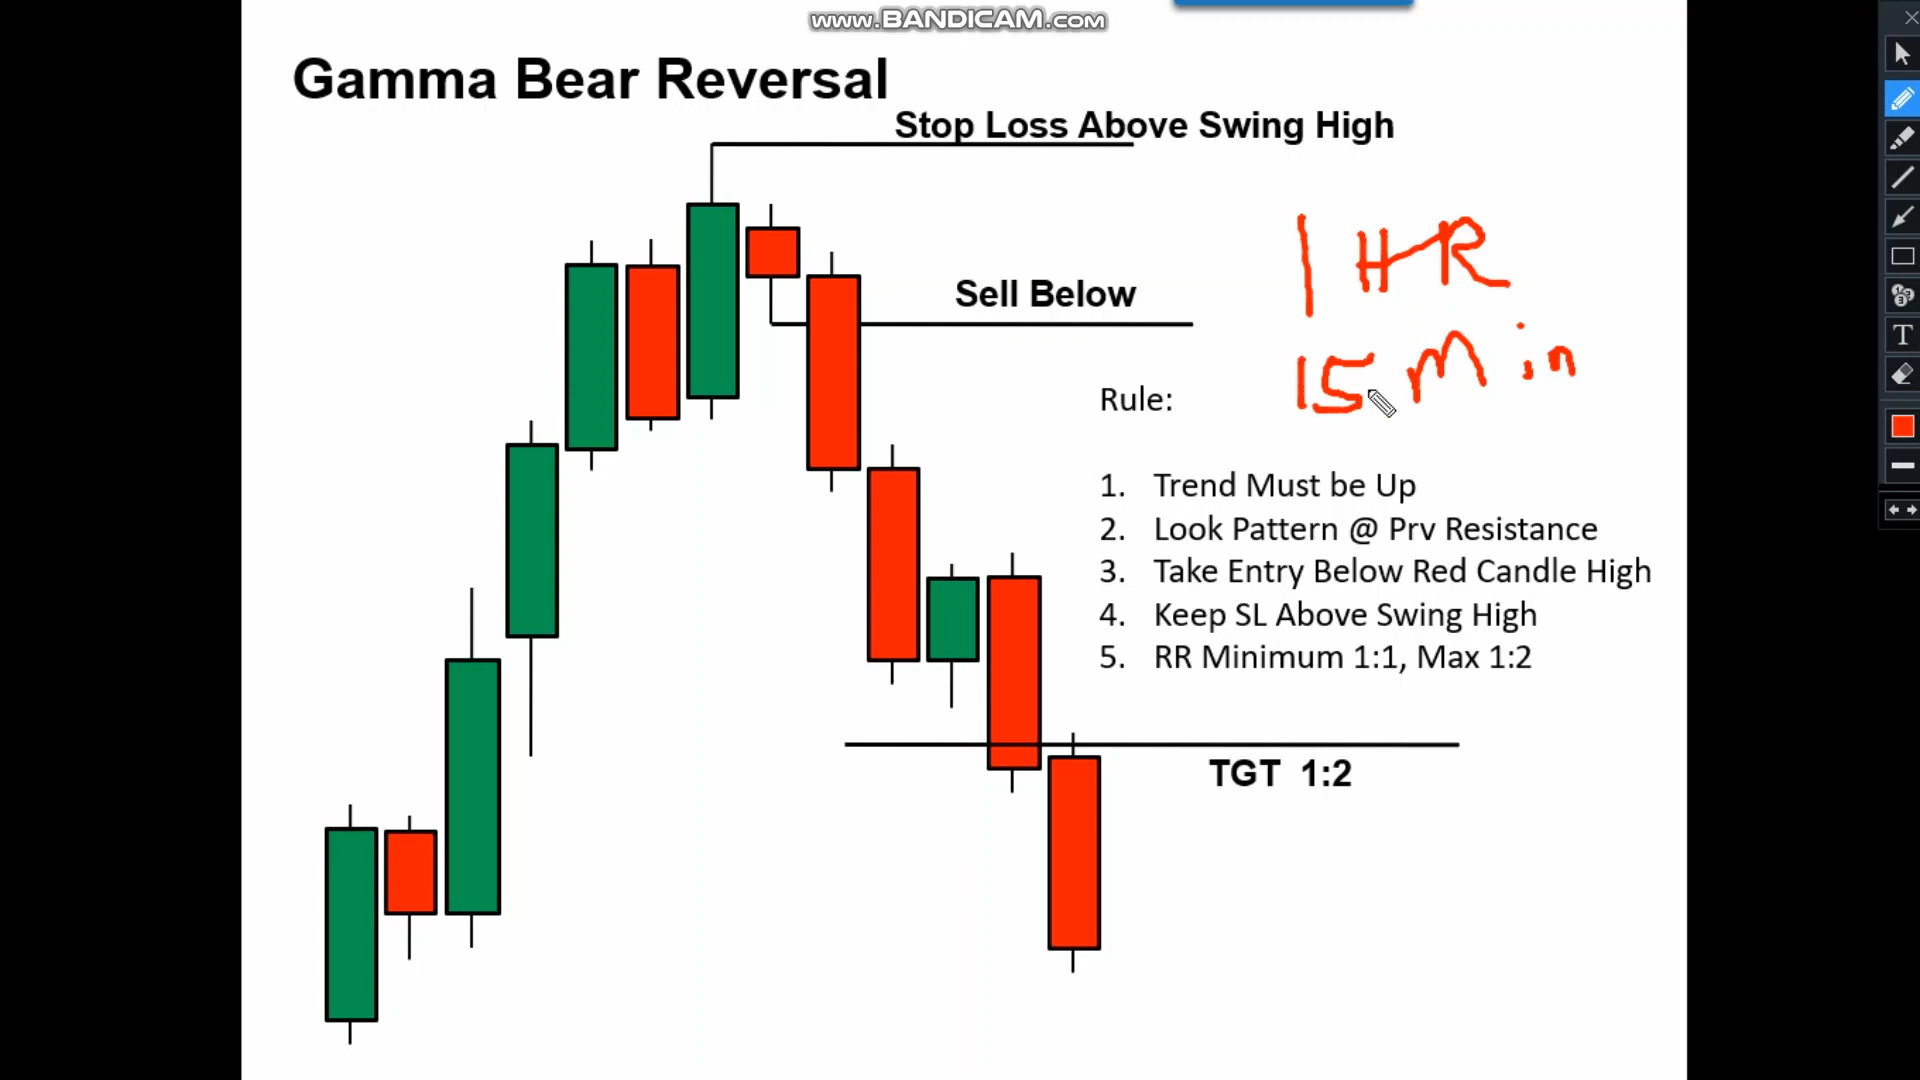 www.BANDICAM.com
Gamma Bear Reversal
Stop Loss Above Swing High
1 HR
Sell Below
15 Min
Rule:
1. Trend Must be Up
2. Look Pattern @ Prv Resistance
3. Take Entry Below Red Candle High
4. Keep SL Above Swing High
5. RR Minimum 1:1, Max 1:2
TGT 1:2